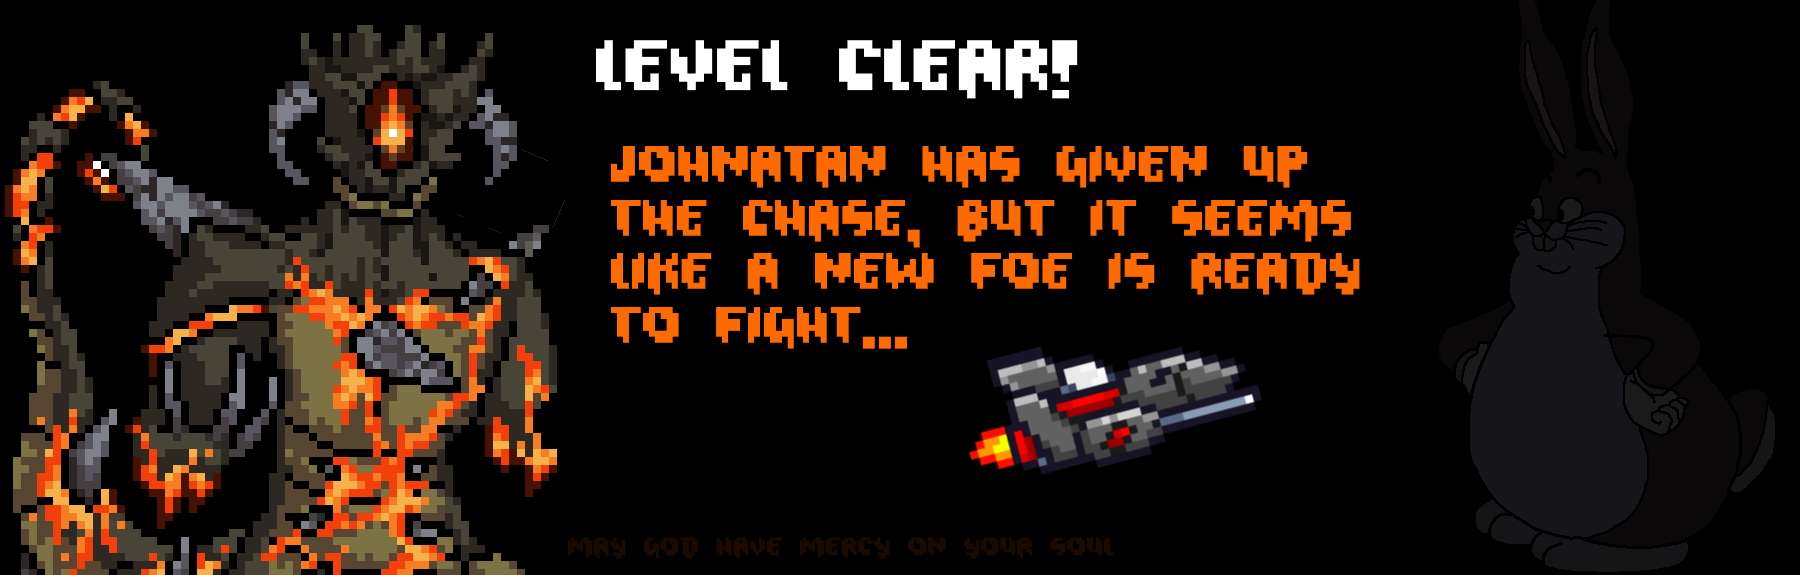 LEVEL CLEAR!
JOHNATAN HAS GIVEN UP
THE CHASE, BUT IT SEEMS
LIKE A NEW FOE IS READY
TO FIGHT...
MAY GOD HAVE MERCY ON YOUR SOUL